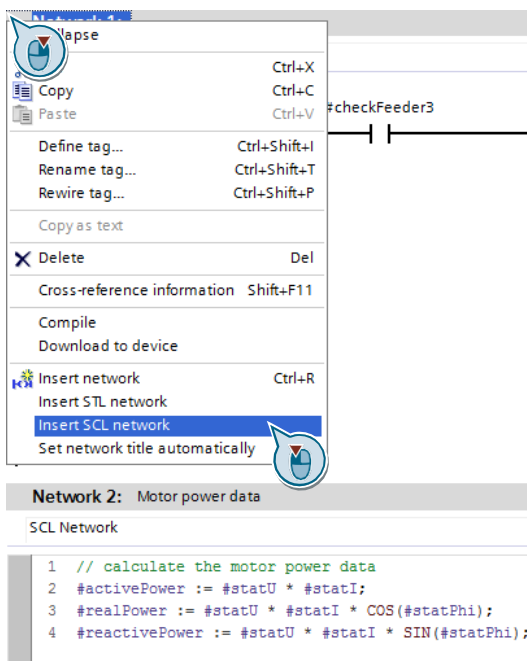 Network 1:
Ctrl+X
Copy Ctrl+C
Paste Ctrl+V
#checkFeeder3
Define tag... Ctrl+Shift+I
Rename tag... Ctrl+Shift+T
Rewire tag... Ctrl+Shift+P
Copy as text
Delete Del
Cross-reference information Shift+F11
Compile
Download to device
Insert network Ctrl+R
Insert STL network
Insert SCL network
Set network title automatically
Network 2: Motor power data
SCL Network
1 // calculate the motor power data
2 #activePower := #statU * #statI;
3 #realPower := #statU * #statI * COS(#statPhi);
4 #reactivePower := #statU * #statI * SIN(#statPhi);